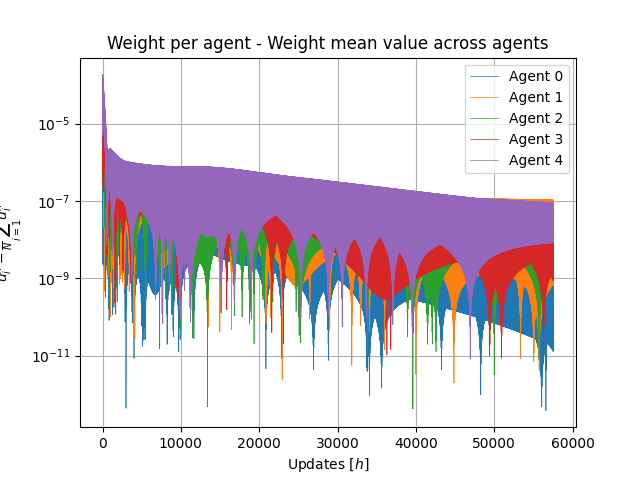 Weight per agent - Weight mean value across agents
Agent 0
Agent 1
Agent 2
Agent 3
Agent 4
10⁻⁵
10⁻⁷
10⁻⁹
10⁻¹¹
0 10000 20000 30000 40000 50000 60000
Updates [h]